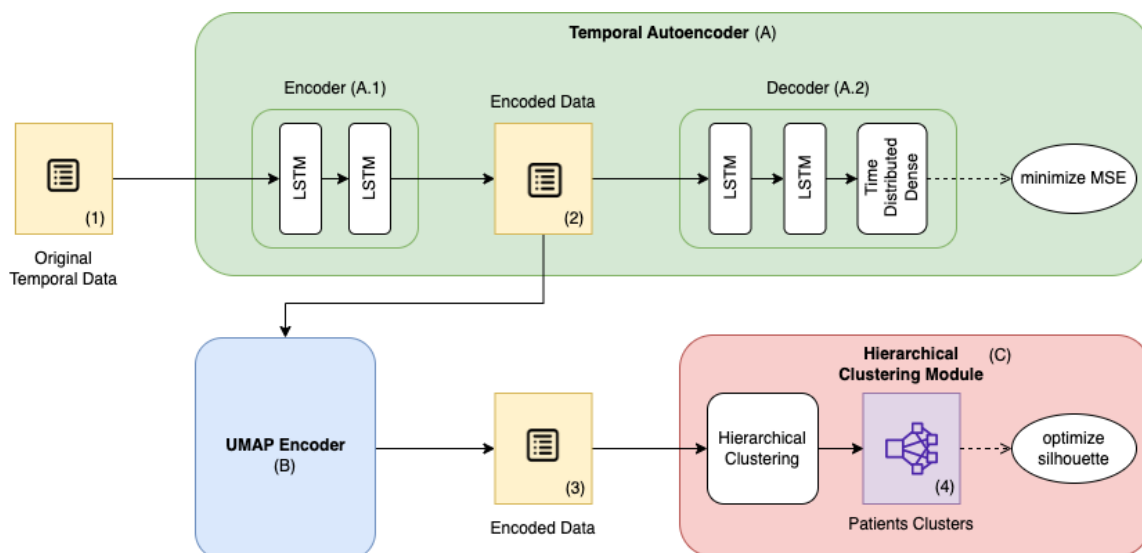 Temporal Autoencoder (A)
Encoder (A.1)
Encoded Data
Decoder (A.2)
(1)
LSTM
LSTM
(2)
LSTM
LSTM
Time
Distributed
Dense
minimize MSE
Original
Temporal Data
UMAP Encoder
(B)
(3)
Encoded Data
Hierarchical
Clustering Module
(C)
Hierarchical
Clustering
(4)
Patients Clusters
optimize
silhouette